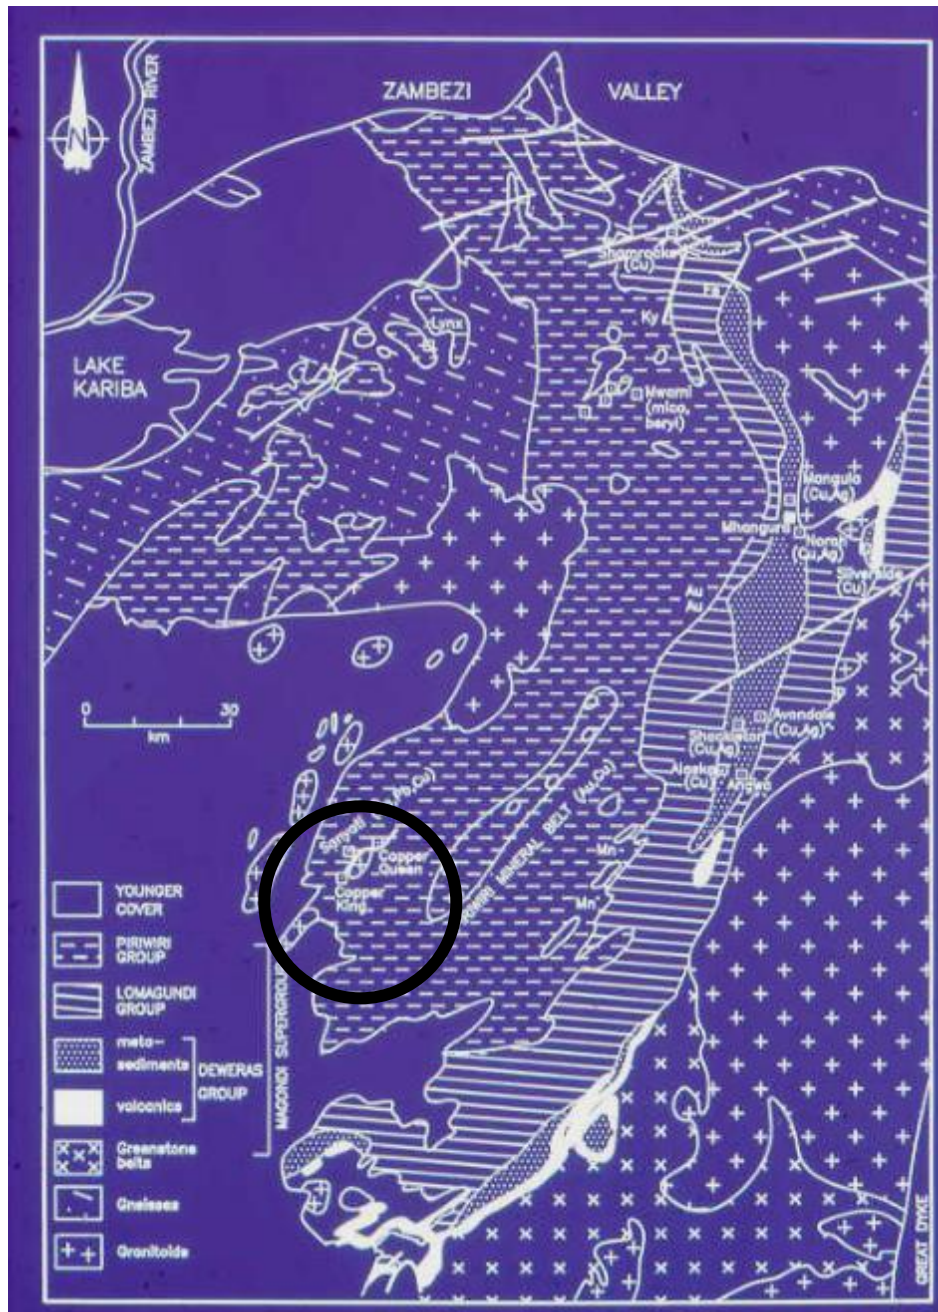 ZAMBEZI VALLEY
ZAMBEZI RIVER
N
Shamrocke
(Cu)
Ky
Lynx
LAKE
KARIBA
Mwami
(mica,
beryl)
Mangula
(Cu,Ag)
Mhangura
Norah
(Cu,Ag)
Silverside
(Cu)
Au
Au
0 30
km
Avondale
(Cu,Ag)
Shackleton
(Cu,Ag)
Alaska
(Cu)
Angwa
Sanyati
Pb,Cu)
Copper
Queen
Copper
King
PIRIWIRI MINERAL BELT (Au,Cu)
Mn
Mn
YOUNGER
COVER
PIRIWIRI
GROUP
LOMAGUNDI
GROUP
meta-
sediments
DEWERAS
GROUP
volcanics
MAGONDI SUPERGROUP
Greenstone
belts
Gneisses
Granitoids
GREAT DYKE